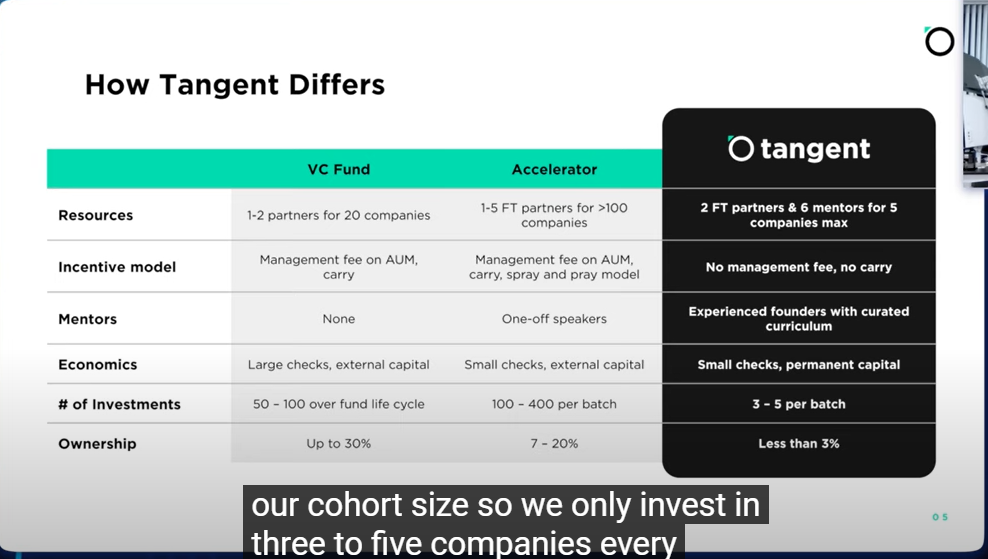 How Tangent Differs
VC Fund
Accelerator
tangent
Resources
1-2 partners for 20 companies
1-5 FT partners for >100
companies
2 FT partners & 6 mentors for 5
companies max
Incentive model
Management fee on AUM,
carry
Management fee on AUM,
carry, spray and pray model
No management fee, no carry
Mentors
None
One-off speakers
Experienced founders with curated
curriculum
Economics
Large checks, external capital
Small checks, external capital
Small checks, permanent capital
# of Investments
50 – 100 over fund life cycle
100 – 400 per batch
3 – 5 per batch
Ownership
Up to 30%
7 – 20%
Less than 3%
our cohort size so we only invest in
three to five companies every
05